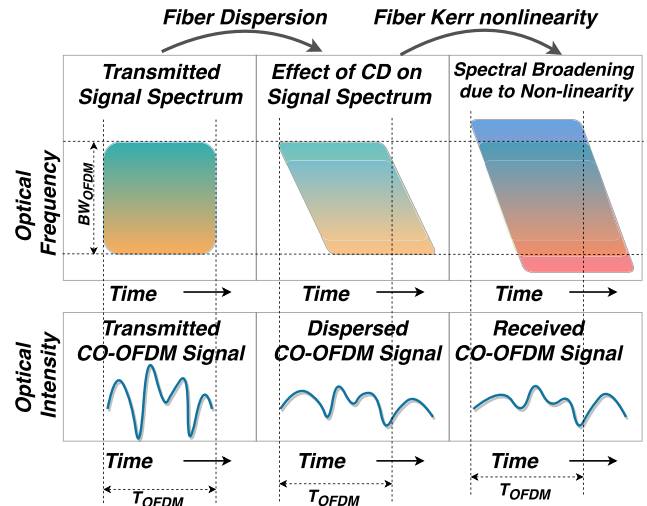 Fiber Dispersion
Fiber Kerr nonlinearity
Transmitted
Signal Spectrum
Effect of CD on
Signal Spectrum
Spectral Broadening
due to Non-linearity
Optical
Frequency
BWOFDM
Time
Time
Time
Optical
Intensity
Transmitted
CO-OFDM Signal
Dispersed
CO-OFDM Signal
Received
CO-OFDM Signal
Time
Time
Time
TOFDM
TOFDM
TOFDM